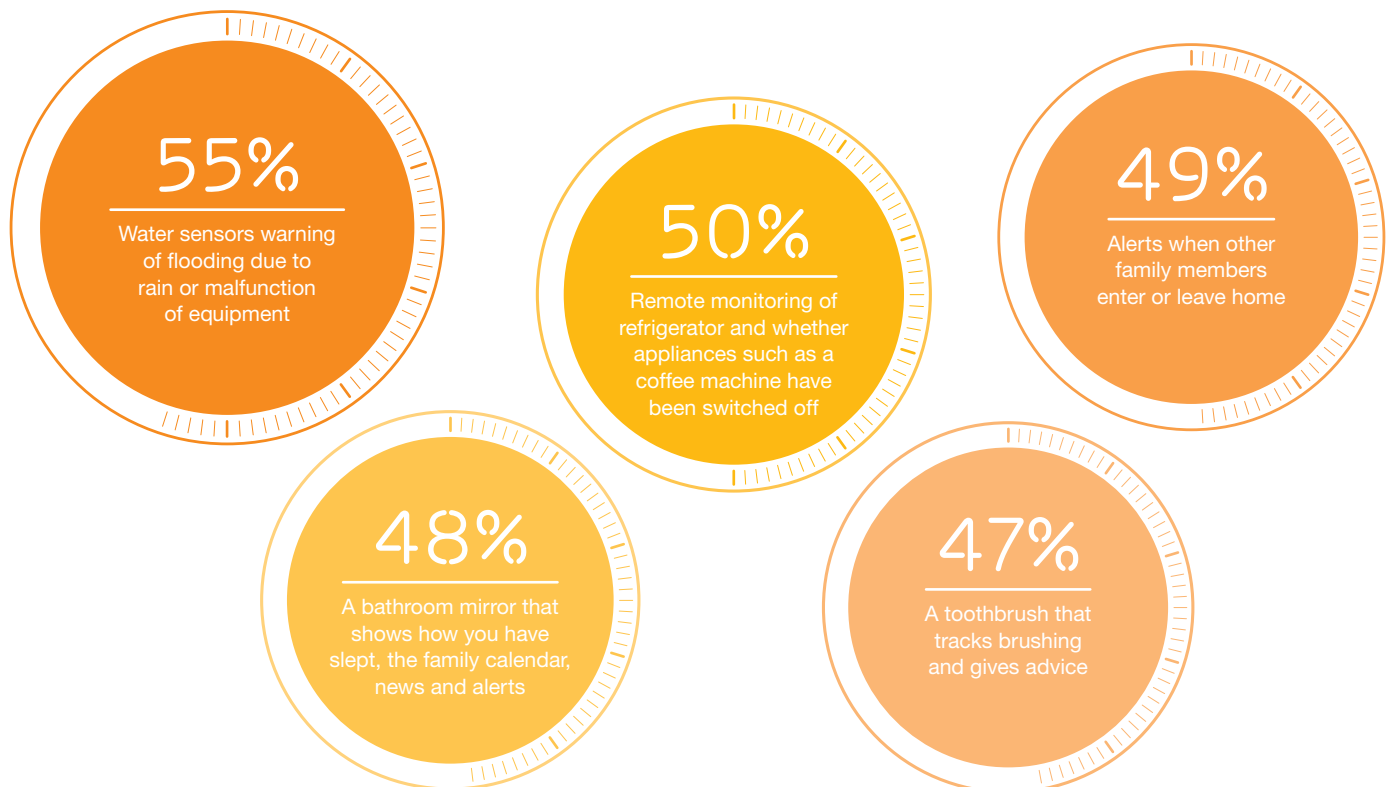 55%
Water sensors warning
of flooding due to
rain or malfunction
of equipment
50%
Remote monitoring of
refrigerator and whether
appliances such as a
coffee machine have
been switched off
49%
Alerts when other
family members
enter or leave home
48%
A bathroom mirror that
shows how you have
slept, the family calendar,
news and alerts
47%
A toothbrush that
tracks brushing
and gives advice